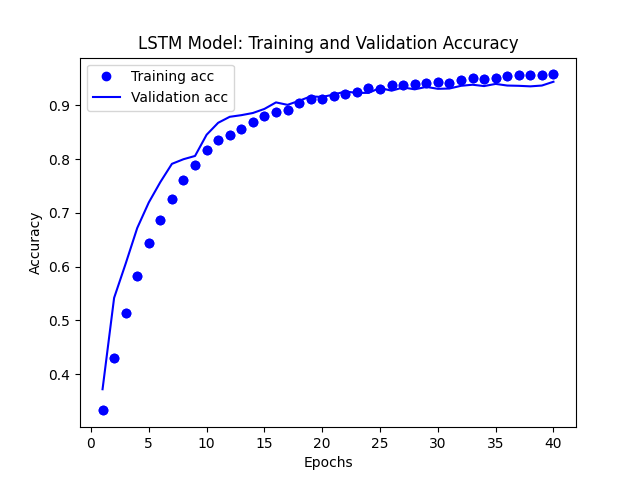 LSTM Model: Training and Validation Accuracy
Training acc
Validation acc
Accuracy
0.9
0.8
0.7
0.6
0.5
0.4
0 5 10 15 20 25 30 35 40
Epochs